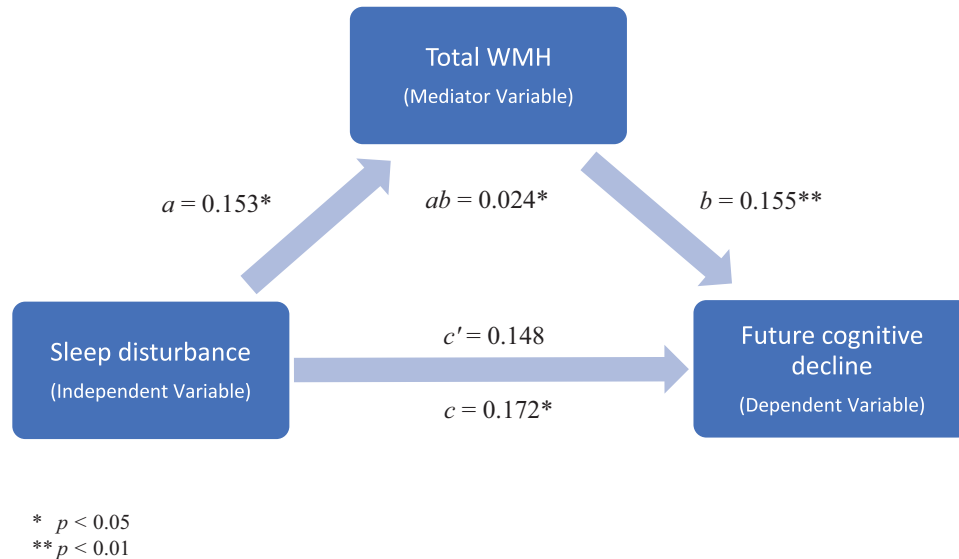 Total WMH
(Mediator Variable)
a = 0.153*
ab = 0.024*
b = 0.155**
Sleep disturbance
(Independent Variable)
c' = 0.148
c = 0.172*
Future cognitive
decline
(Dependent Variable)
* p < 0.05
** p < 0.01